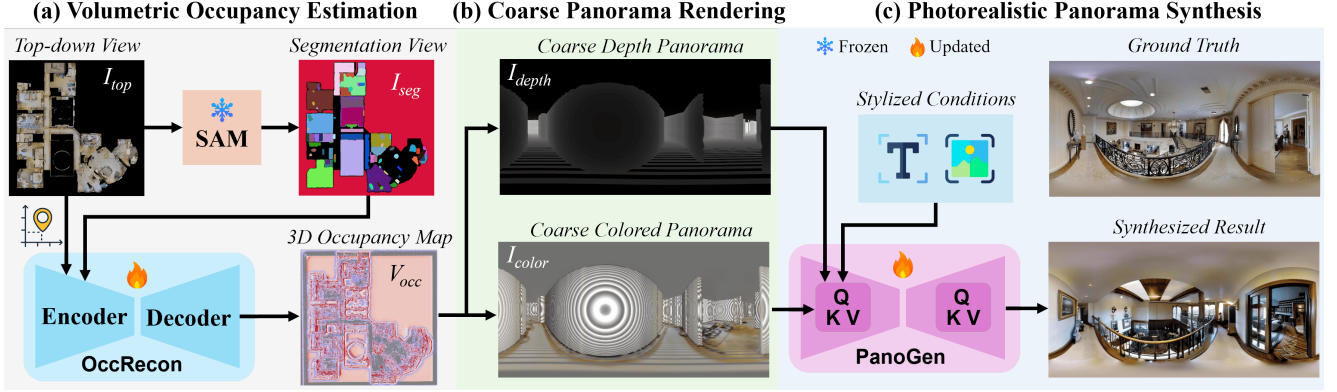 (a) Volumetric Occupancy Estimation
Top-down View
I_top
SAM
Segmentation View
I_seg
3D Occupancy Map
V_occ
Encoder
Decoder
OccRecon
(b) Coarse Panorama Rendering
Coarse Depth Panorama
I_depth
Coarse Colored Panorama
I_color
(c) Photorealistic Panorama Synthesis
Frozen
Updated
Stylized Conditions
T
Q
K V
Q
K V
PanoGen
Ground Truth
Synthesized Result